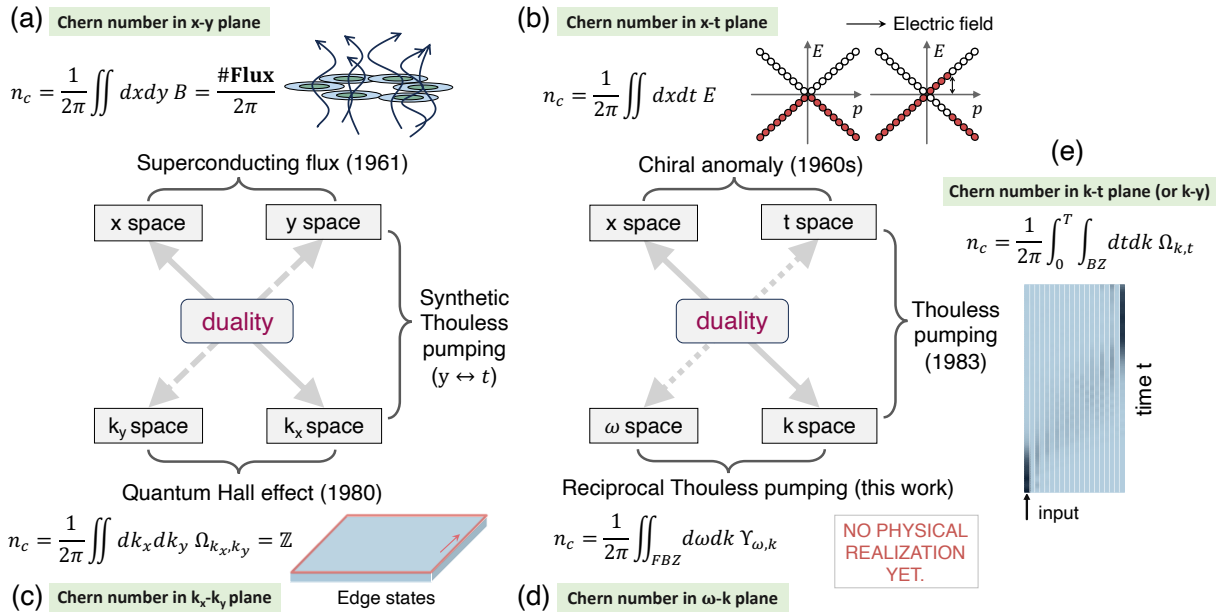 (a) Chern number in x-y plane
n_c = 1/2π ∬ dxdy B = #Flux/2π
Superconducting flux (1961)
x space
y space
duality
Synthetic
Thouless
pumping
(y ↔ t)
k_y space
k_x space
Quantum Hall effect (1980)
n_c = 1/2π ∬ dk_x dk_y Ω_{k_x,k_y} = ℤ
Edge states
(c) Chern number in k_x-k_y plane
(b) Chern number in x-t plane
Electric field
n_c = 1/2π ∬ dxdt E
E
p
E
p
Chiral anomaly (1960s)
x space
t space
duality
Thouless
pumping
(1983)
ω space
k space
Reciprocal Thouless pumping (this work)
n_c = 1/2π ∬_{FBZ} dωdk ϒ_{ω,k}
NO PHYSICAL
REALIZATION
YET.
(d) Chern number in ω-k plane
(e)
Chern number in k-t plane (or k-y)
n_c = 1/2π ∫_0^T ∫_{BZ} dtdk Ω_{k,t}
time t
input